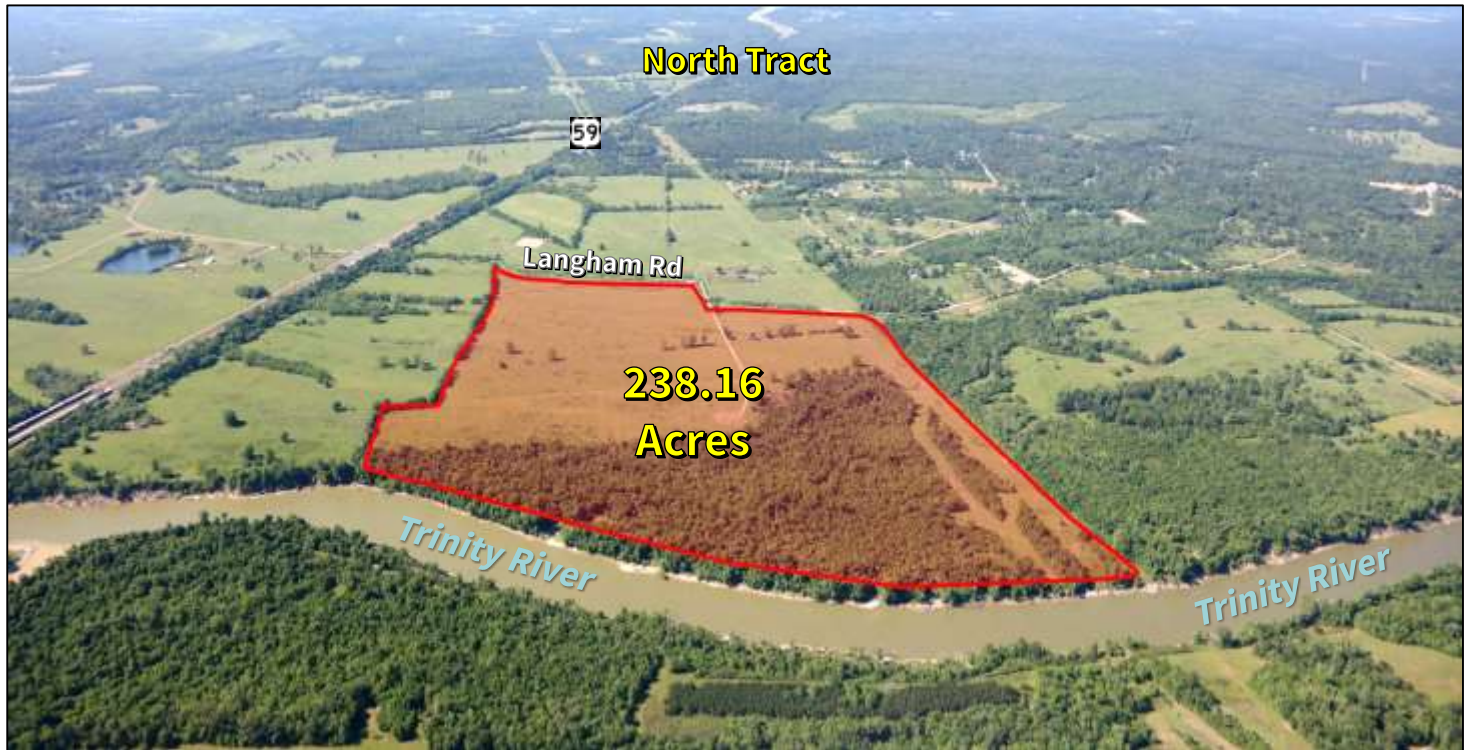 North Tract
59
Langham Rd
238.16
Acres
Trinity River
Trinity River